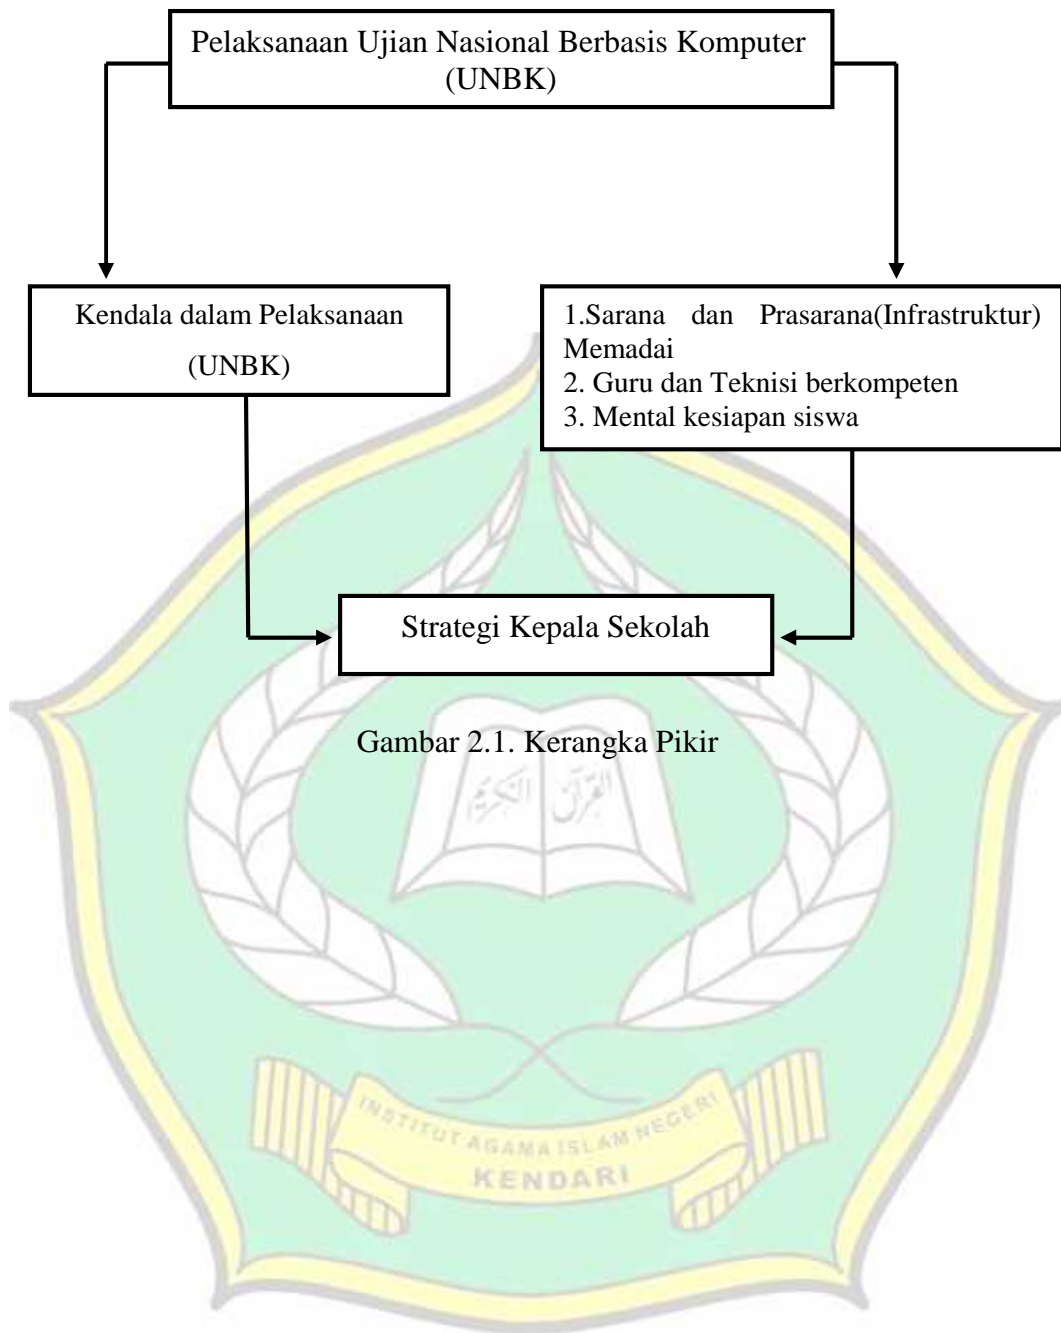 Pelaksanaan Ujian Nasional Berbasis Komputer
(UNBK)
Kendala dalam Pelaksanaan
(UNBK)
1.Sarana dan Prasarana(Infrastruktur)
Memadai
2. Guru dan Teknisi berkompeten
3. Mental kesiapan siswa
Strategi Kepala Sekolah
Gambar 2.1. Kerangka Pikir
القرآن الكريم
INSTITUT AGAMA ISLAM NEGERI
KENDARI